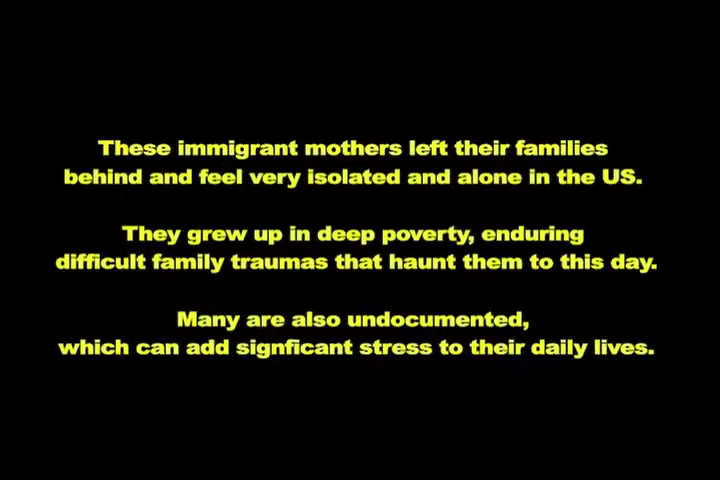 These immigrant mothers left their families
behind and feel very isolated and alone in the US.
They grew up in deep poverty, enduring
difficult family traumas that haunt them to this day.
Many are also undocumented,
which can add signficant stress to their daily lives.